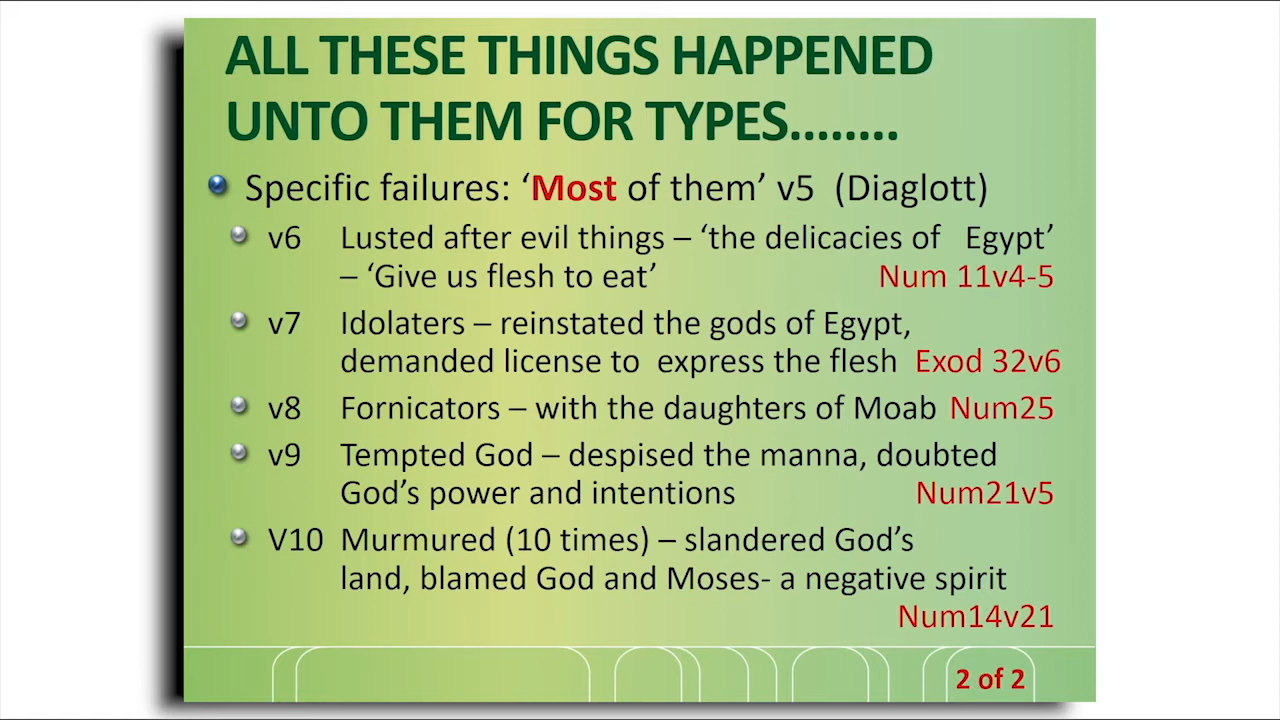 ALL THESE THINGS HAPPENED
UNTO THEM FOR TYPES........
Specific failures: ‘Most of them’ v5 (Diaglott)
v6 Lusted after evil things – ‘the delicacies of Egypt’
– ‘Give us flesh to eat’ Num 11v4-5
v7 Idolaters – reinstated the gods of Egypt,
demanded license to express the flesh Exod 32v6
v8 Fornicators – with the daughters of Moab Num25
v9 Tempted God – despised the manna, doubted
God’s power and intentions Num21v5
V10 Murmured (10 times) – slandered God’s
land, blamed God and Moses- a negative spirit
Num14v21
2 of 2